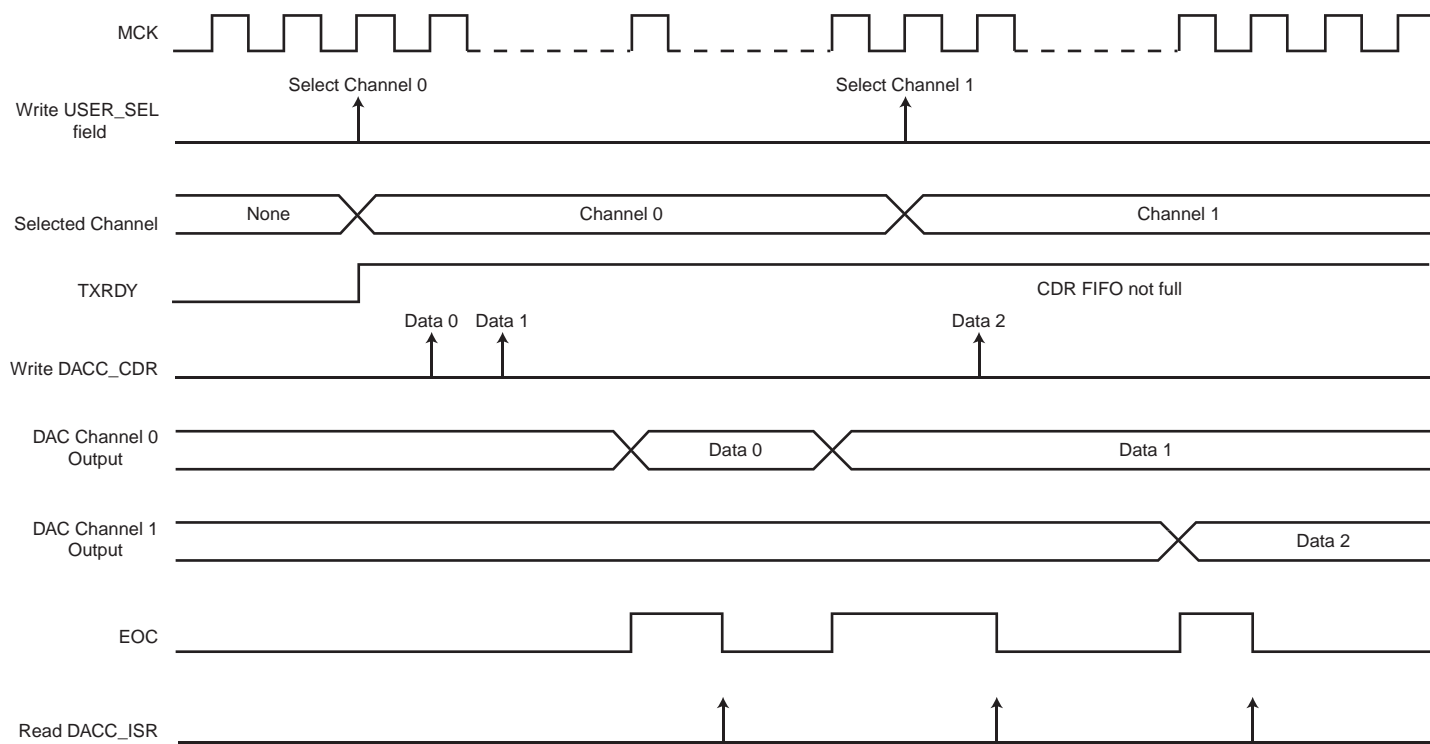 MCK
Select Channel 0
Select Channel 1
Write USER_SEL
field
Selected Channel
None
Channel 0
Channel 1
TXRDY
CDR FIFO not full
Data 0
Data 1
Data 2
Write DACC_CDR
DAC Channel 0
Output
Data 0
Data 1
DAC Channel 1
Output
Data 2
EOC
Read DACC_ISR